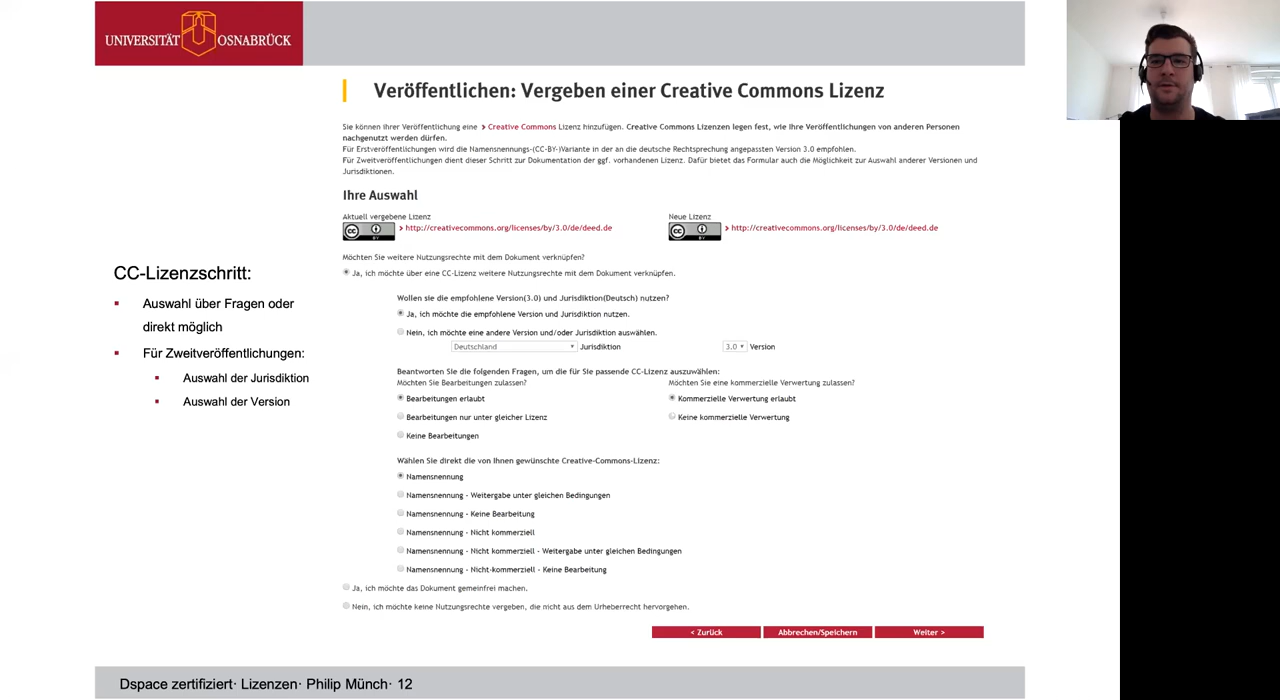 UNIVERSITÄT OSNABRÜCK
Veröffentlichen: Vergeben einer Creative Commons Lizenz
Sie können Ihrer Veröffentlichung eine > Creative Commons Lizenz hinzufügen. Creative Commons Lizenzen legen fest, wie Ihre Veröffentlichungen von anderen Personen
nachgenutzt werden dürfen.
Für Erstveröffentlichungen wird die Namensnennungs-(CC-BY-)Variante in der an die deutsche Rechtsprechung angepassten Version 3.0 empfohlen.
Für Zweitveröffentlichungen dient dieser Schritt zur Dokumentation der ggf. vorhandenen Lizenz. Dafür bietet das Formular auch die Möglichkeit zur Auswahl anderer Versionen und
Jurisdiktionen.
Ihre Auswahl
Aktuell vergebene Lizenz
cc BY > http://creativecommons.org/licenses/by/3.0/de/deed.de
Neue Lizenz
cc BY > http://creativecommons.org/licenses/by/3.0/de/deed.de
Möchten Sie weitere Nutzungsrechte mit dem Dokument verknüpfen?
Ja, ich möchte über eine CC-Lizenz weitere Nutzungsrechte mit dem Dokument verknüpfen.
Wollen sie die empfohlene Version(3.0) und Jurisdiktion(Deutsch) nutzen?
Ja, ich möchte die empfohlene Version und Jurisdiktion nutzen.
Nein, ich möchte eine andere Version und/oder Jurisdiktion auswählen.
Deutschland Jurisdiktion 3.0 Version
Beantworten Sie die folgenden Fragen, um die für Sie passende CC-Lizenz auszuwählen:
Möchten Sie Bearbeitungen zulassen?
Bearbeitungen erlaubt
Bearbeitungen nur unter gleicher Lizenz
Keine Bearbeitungen
Möchten Sie eine kommerzielle Verwertung zulassen?
Kommerzielle Verwertung erlaubt
Keine kommerzielle Verwertung
Wählen Sie direkt die von Ihnen gewünschte Creative-Commons-Lizenz:
Namensnennung
Namensnennung - Weitergabe unter gleichen Bedingungen
Namensnennung - Keine Bearbeitung
Namensnennung - Nicht kommerziell
Namensnennung - Nicht kommerziell - Weitergabe unter gleichen Bedingungen
Namensnennung - Nicht-kommerziell - Keine Bearbeitung
Ja, ich möchte das Dokument gemeinfrei machen.
Nein, ich möchte keine Nutzungsrechte vergeben, die nicht aus dem Urheberrecht hervorgehen.
< Zurück
Abbrechen/Speichern
Weiter >
CC-Lizenzschritt:
Auswahl über Fragen oder
direkt möglich
Für Zweitveröffentlichungen:
Auswahl der Jurisdiktion
Auswahl der Version
Dspace zertifiziert· Lizenzen· Philip Münch· 12